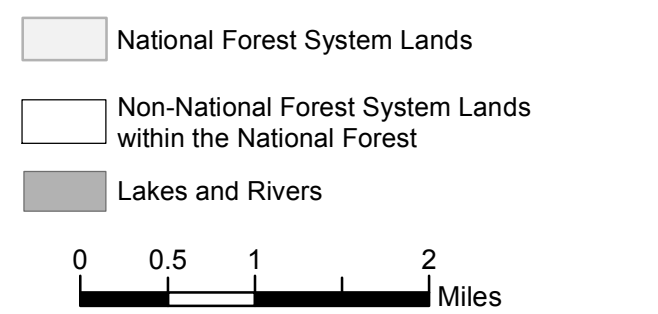 National Forest System Lands
Non-National Forest System Lands
within the National Forest
Lakes and Rivers
0 0.5 1 2
Miles